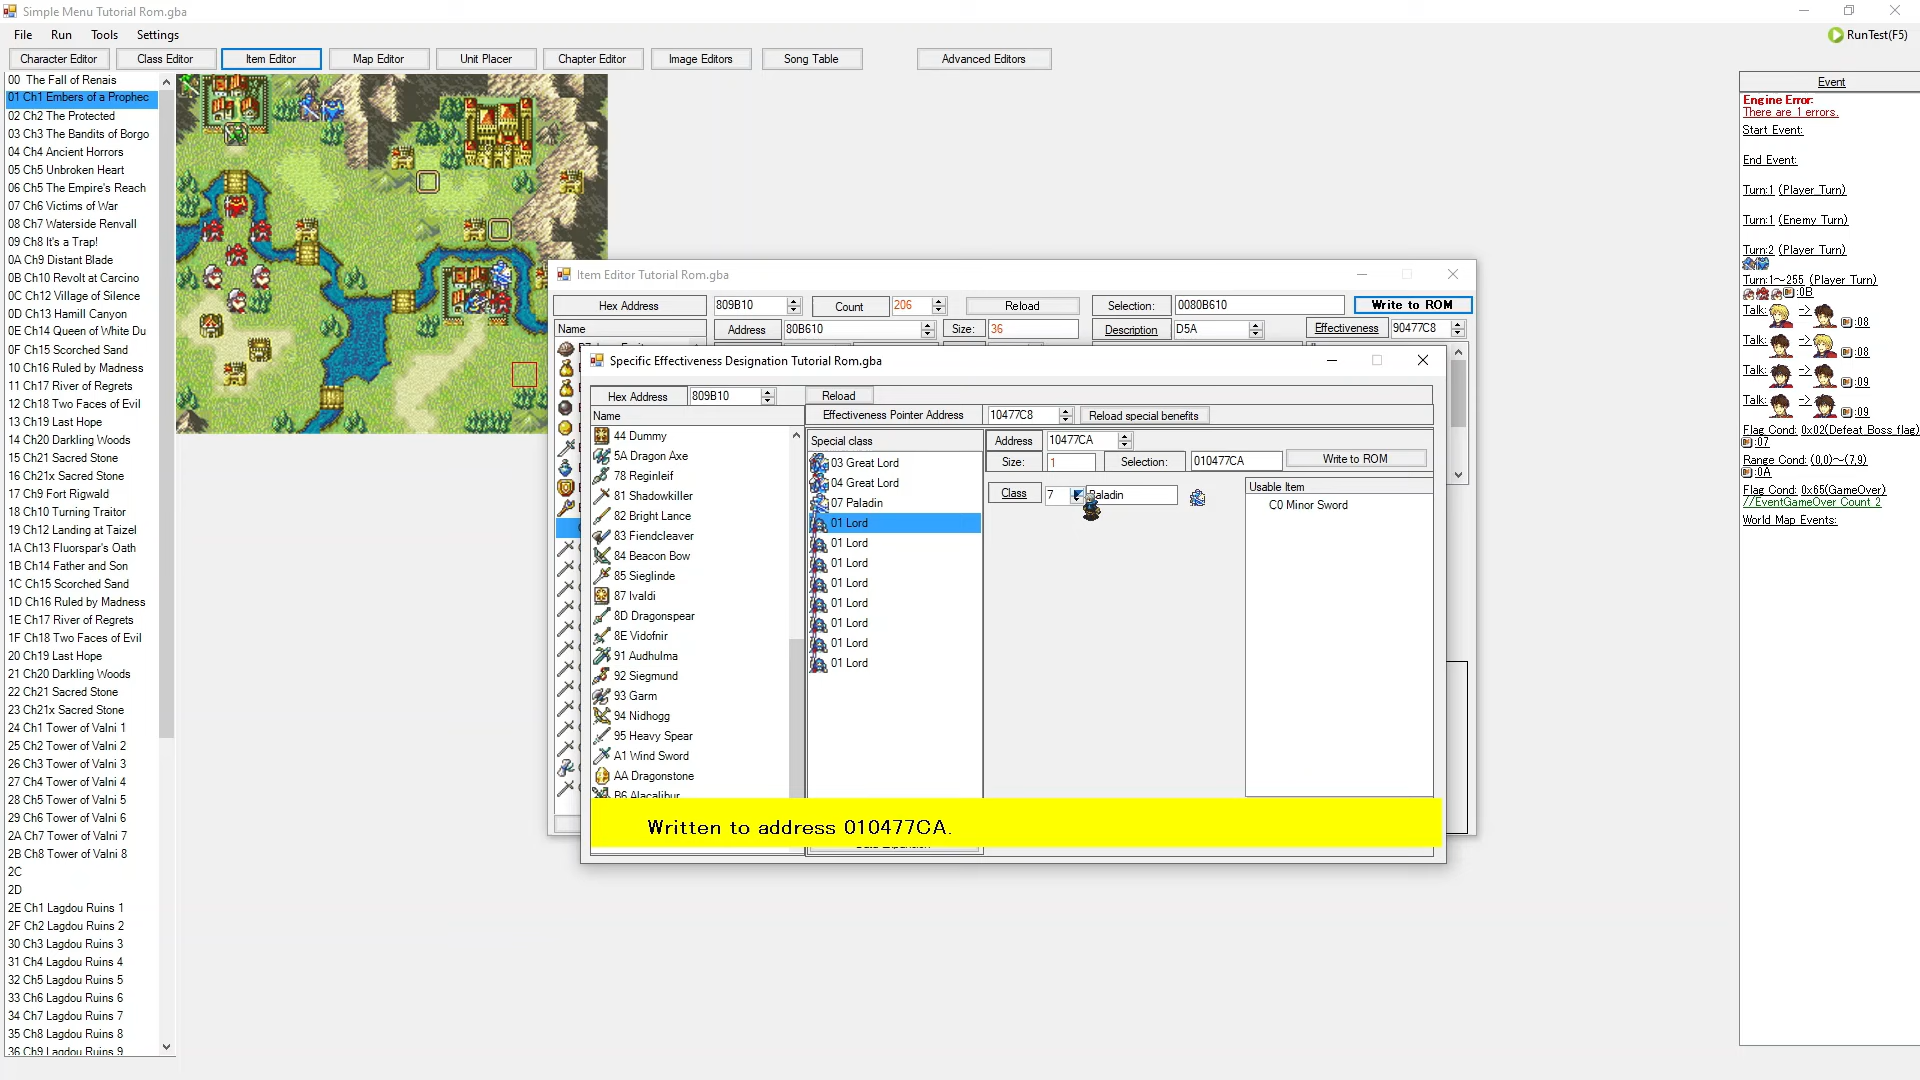 Simple Menu Tutorial Rom.gba
File Run Tools Settings
RunTest(F5)
Character Editor Class Editor Item Editor Map Editor Unit Placer Chapter Editor Image Editors Song Table Advanced Editors
00 The Fall of Renais
01 Ch1 Embers of a Prophec
02 Ch2 The Protected
03 Ch3 The Bandits of Borgo
04 Ch4 Ancient Horrors
05 Ch5 Unbroken Heart
06 Ch5 The Empire's Reach
07 Ch6 Victims of War
08 Ch7 Waterside Renvall
09 Ch8 It's a Trap!
0A Ch9 Distant Blade
0B Ch10 Revolt at Carcino
0C Ch12 Village of Silence
0D Ch13 Hamill Canyon
0E Ch14 Queen of White Du
0F Ch15 Scorched Sand
10 Ch16 Ruled by Madness
11 Ch17 River of Regrets
12 Ch18 Two Faces of Evil
13 Ch19 Last Hope
14 Ch20 Darkling Woods
15 Ch21 Sacred Stone
16 Ch21x Sacred Stone
17 Ch9 Fort Rigwald
18 Ch10 Turning Traitor
19 Ch12 Landing at Taizel
1A Ch13 Fluorspar's Oath
1B Ch14 Father and Son
1C Ch15 Scorched Sand
1D Ch16 Ruled by Madness
1E Ch17 River of Regrets
1F Ch18 Two Faces of Evil
20 Ch19 Last Hope
21 Ch20 Darkling Woods
22 Ch21 Sacred Stone
23 Ch21x Sacred Stone
24 Ch1 Tower of Valni 1
25 Ch2 Tower of Valni 2
26 Ch3 Tower of Valni 3
27 Ch4 Tower of Valni 4
28 Ch5 Tower of Valni 5
29 Ch6 Tower of Valni 6
2A Ch7 Tower of Valni 7
2B Ch8 Tower of Valni 8
2C
2D
2E Ch1 Lagdou Ruins 1
2F Ch2 Lagdou Ruins 2
30 Ch3 Lagdou Ruins 3
31 Ch4 Lagdou Ruins 4
32 Ch5 Lagdou Ruins 5
33 Ch6 Lagdou Ruins 6
34 Ch7 Lagdou Ruins 7
35 Ch8 Lagdou Ruins 8
36 Ch9 Lagdou Ruins 9
Item Editor Tutorial Rom.gba
Hex Address 809B10 Count 206 Reload Selection: 0080B610 Write to ROM
Name Address 80B610 Size: 36 Description D5A Effectiveness 90477C8
Specific Effectiveness Designation Tutorial Rom.gba
Hex Address 809B10 Reload
Name
Effectiveness Pointer Address 10477C8 Reload special benefits
44 Dummy
5A Dragon Axe
78 Reginleif
81 Shadowkiller
82 Bright Lance
83 Fiendcleaver
84 Beacon Bow
85 Sieglinde
87 Ivaldi
8D Dragonspear
8E Vidofnir
91 Audhulma
92 Siegmund
93 Garm
94 Nidhogg
95 Heavy Spear
A1 Wind Sword
AA Dragonstone
B6 Alacalibur
Special class
03 Great Lord
04 Great Lord
07 Paladin
01 Lord
01 Lord
01 Lord
01 Lord
01 Lord
01 Lord
01 Lord
01 Lord
Address 10477CA
Size: 1 Selection: 010477CA Write to ROM
Class 7 Paladin
Usable Item
C0 Minor Sword
Written to address 010477CA.
Event
Engine Error:
There are 1 errors.
Start Event:
End Event:
Turn:1 (Player Turn)
Turn:1 (Enemy Turn)
Turn:2 (Player Turn)
Turn:1~255 (Player Turn)
:0B
Talk: -> :08
Talk: -> :08
Talk: -> :09
Talk: -> :09
Flag Cond: 0x02(Defeat Boss flag)
:07
Range Cond: (0,0)~(7,9)
:0A
Flag Cond: 0x65(GameOver)
//EventGameOver Count 2
World Map Events: